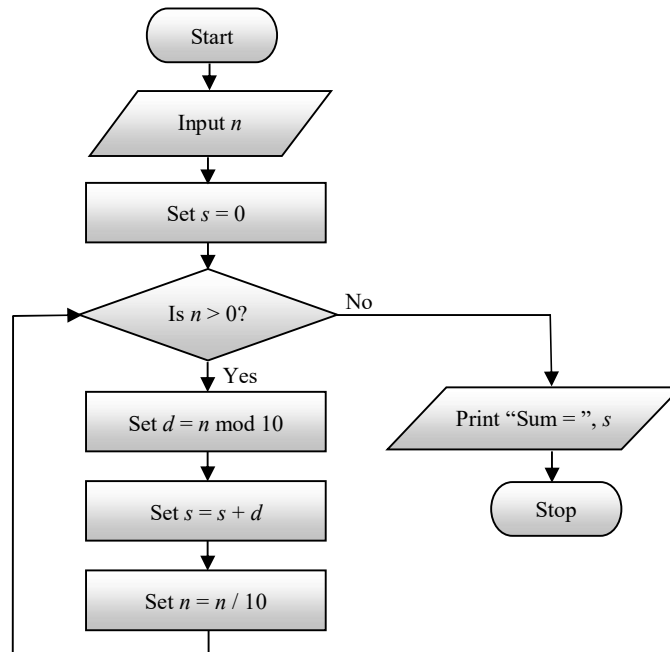 Start
Input n
Set s = 0
Is n > 0?
No
Yes
Set d = n mod 10
Print “Sum = ”, s
Set s = s + d
Stop
Set n = n / 10